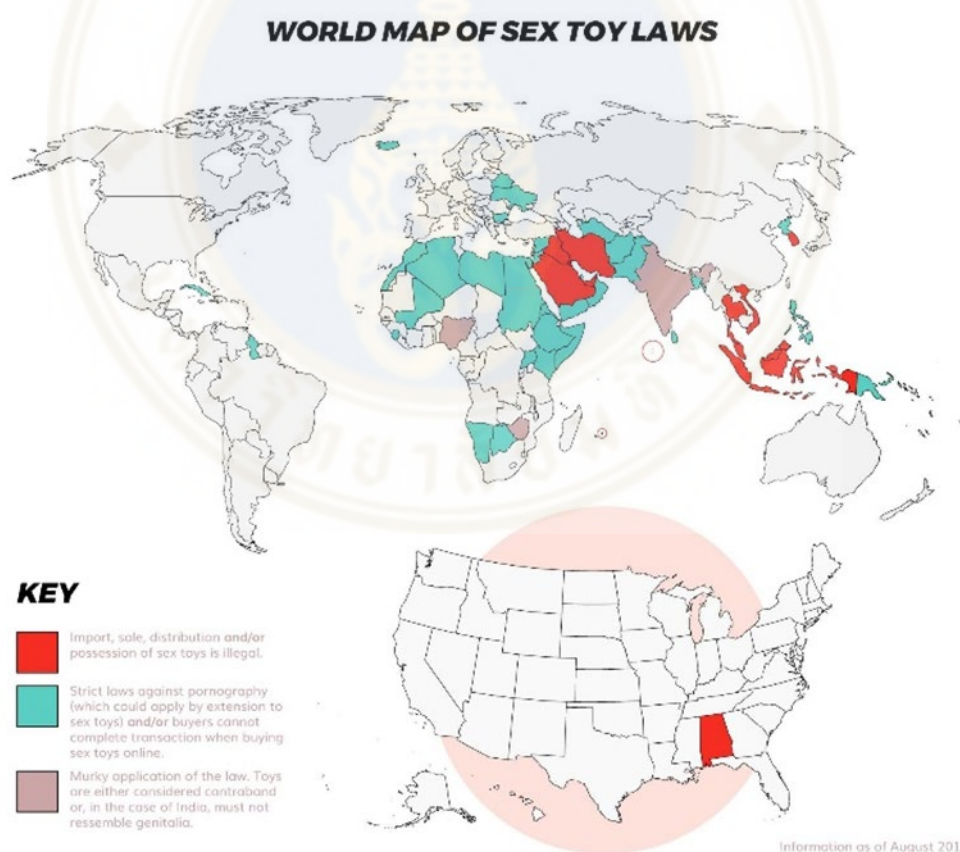 WORLD MAP OF SEX TOY LAWS
KEY
Import, sale, distribution and/or
possession of sex toys is illegal.
Strict laws against pornography
(which could apply by extension to
sex toys) and/or buyers cannot
complete transaction when buying
sex toys online.
Murky application of the law. Toys
are either considered contraband
or, in the case of India, must not
ressemble genitalia.
Information as of August